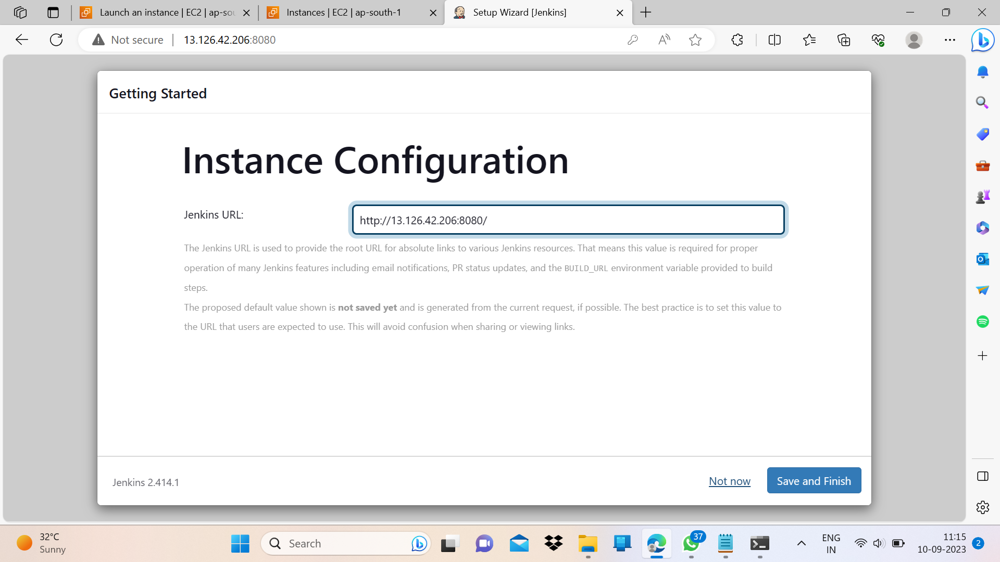 Launch an instance | EC2 | ap-sou
Instances | EC2 | ap-south-1
Setup Wizard [Jenkins]
Not secure
13.126.42.206:8080
Getting Started
Instance Configuration
Jenkins URL:
http://13.126.42.206:8080/
The Jenkins URL is used to provide the root URL for absolute links to various Jenkins resources. That means this value is required for proper
operation of many Jenkins features including email notifications, PR status updates, and the BUILD_URL environment variable provided to build
steps.
The proposed default value shown is not saved yet and is generated from the current request, if possible. The best practice is to set this value to
the URL that users are expected to use. This will avoid confusion when sharing or viewing links.
Jenkins 2.414.1
Not now
Save and Finish
32°C
Sunny
Search
37
ENG
IN
11:15
10-09-2023
2